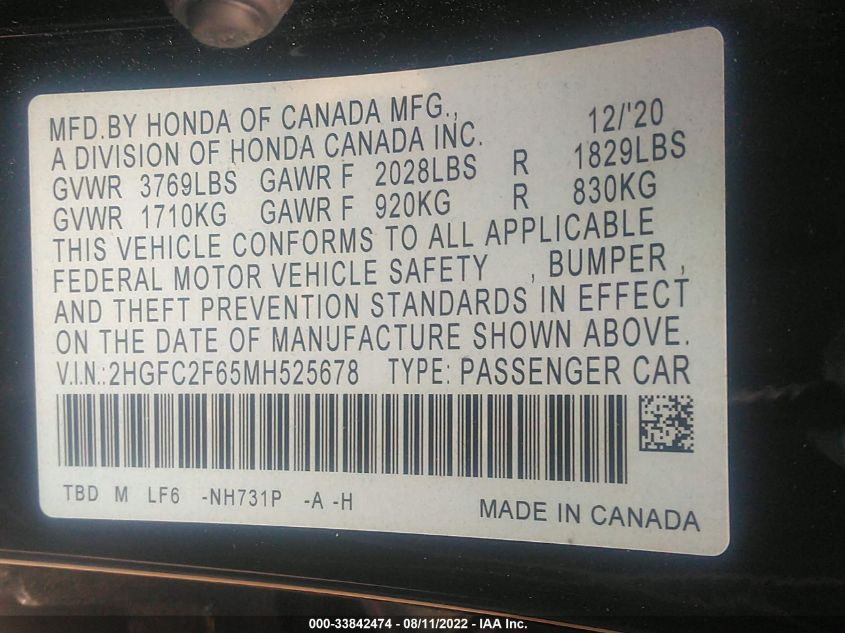 MFD.BY HONDA OF CANADA MFG., 12/'20
A DIVISION OF HONDA CANADA INC.
GVWR 3769LBS GAWR F 2028LBS R 1829LBS
GVWR 1710KG GAWR F 920KG R 830KG
THIS VEHICLE CONFORMS TO ALL APPLICABLE
FEDERAL MOTOR VEHICLE SAFETY , BUMPER ,
AND THEFT PREVENTION STANDARDS IN EFFECT
ON THE DATE OF MANUFACTURE SHOWN ABOVE.
V.I.N.:2HGFC2F65MH525678 TYPE: PASSENGER CAR
TBD M LF6 -NH731P -A -H
MADE IN CANADA
000-33842474 — 08/11/2022 — IAA Inc.